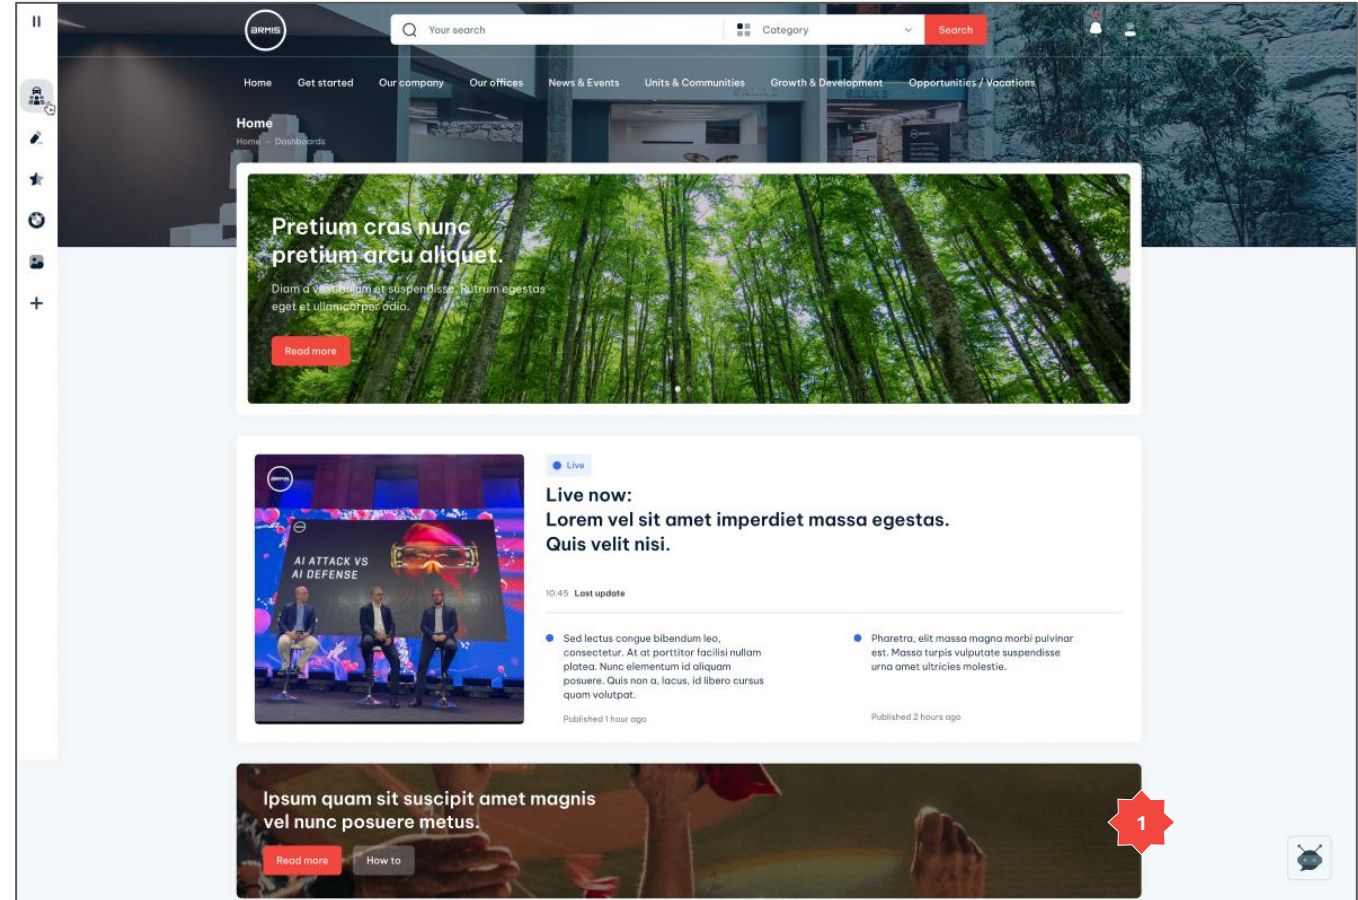 ARMIS
Your search
Category
Search
Home
Get started
Our company
Our offices
News & Events
Units & Communities
Growth & Development
Opportunities / Vacations
SALA 2
SALA 3
Home
Home - Dashboards
Pretium cras nunc
pretium arcu aliquet.
Diam a vestibulum et suspendisse. Rutrum egestas
eget et ullamcorper odio.
Read more
ARMIS
AI ATTACK VS
AI DEFENSE
Live
Live now:
Lorem vel sit amet imperdiet massa egestas.
Quis velit nisi.
10:45 Last update
Sed lectus congue bibendum leo,
consectetur. At at porttitor facilisi nullam
platea. Nunc elementum id aliquam
posuere. Quis non a, lacus, id libero cursus
quam volutpat.
Published 1 hour ago
Pharetra, elit massa magna morbi pulvinar
est. Massa turpis vulputate suspendisse
urna amet ultricies molestie.
Published 2 hours ago
Ipsum quam sit suscipit amet magnis
vel nunc posuere metus.
Read more
How to
1